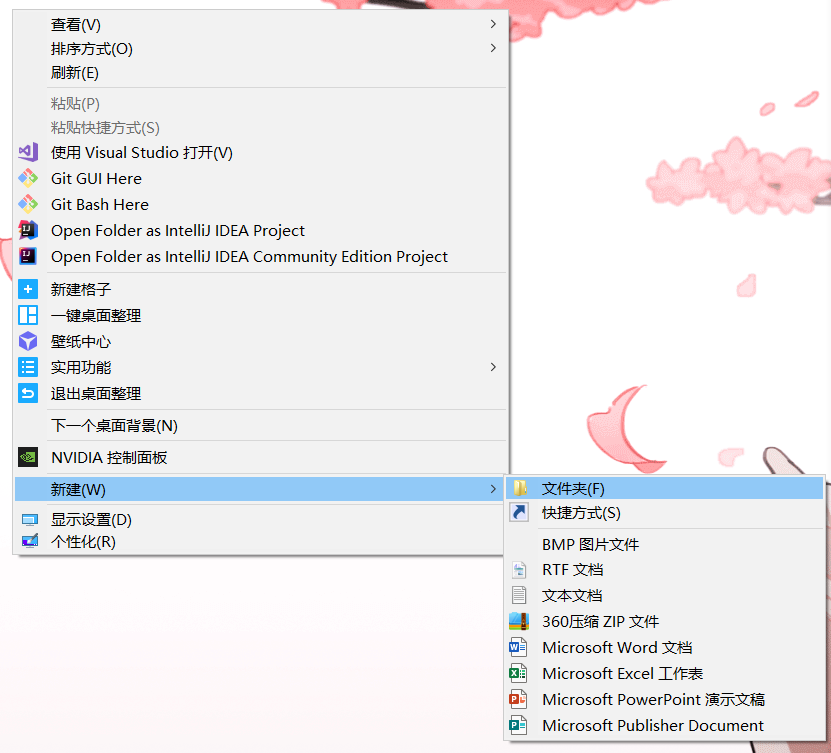 查看(V)
排序方式(O)
刷新(E)
粘贴(P)
粘贴快捷方式(S)
使用 Visual Studio 打开(V)
Git GUI Here
Git Bash Here
Open Folder as IntelliJ IDEA Project
Open Folder as IntelliJ IDEA Community Edition Project
新建格子
一键桌面整理
壁纸中心
实用功能
退出桌面整理
下一个桌面背景(N)
NVIDIA 控制面板
新建(W)
显示设置(D)
个性化(R)
文件夹(F)
快捷方式(S)
BMP 图片文件
RTF 文档
文本文档
360压缩 ZIP 文件
Microsoft Word 文档
Microsoft Excel 工作表
Microsoft PowerPoint 演示文稿
Microsoft Publisher Document